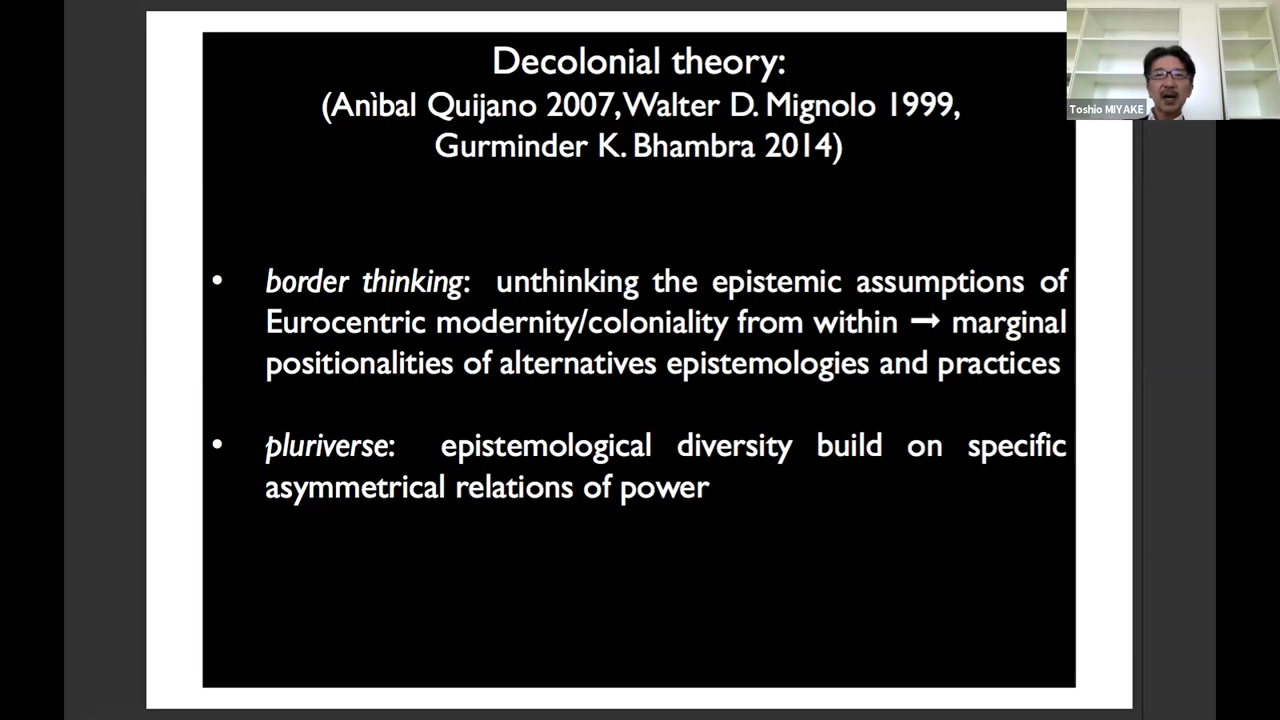 Decolonial theory:
(Anìbal Quijano 2007, Walter D. Mignolo 1999,
Gurminder K. Bhambra 2014)
Toshio MIYAKE
• border thinking: unthinking the epistemic assumptions of
Eurocentric modernity/coloniality from within → marginal
positionalities of alternatives epistemologies and practices
• pluriverse: epistemological diversity build on specific
asymmetrical relations of power